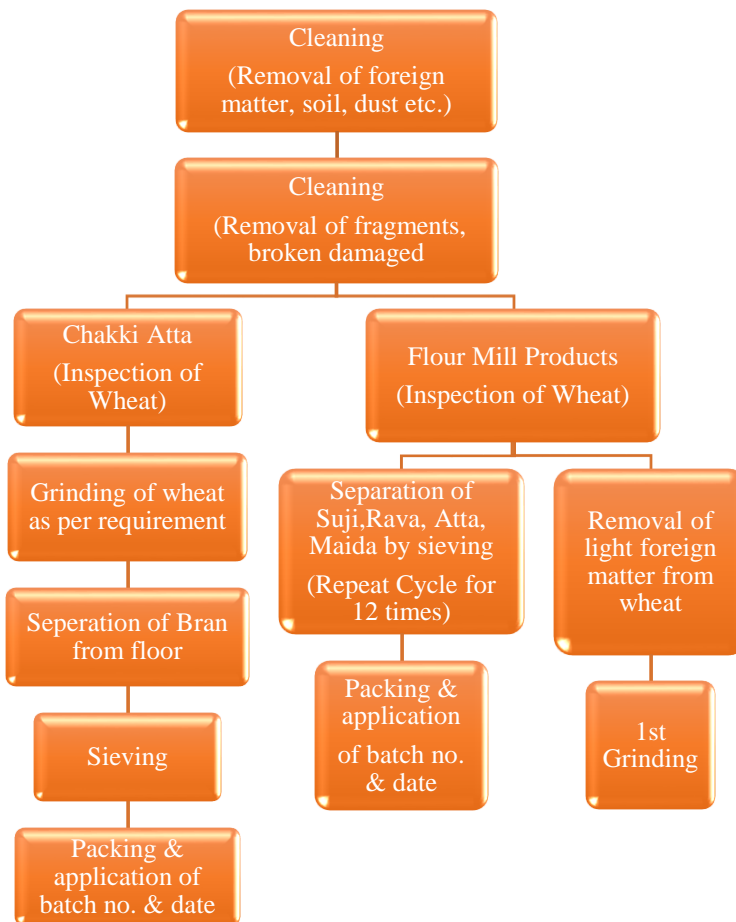 Cleaning
(Removal of foreign
matter, soil, dust etc.)
Cleaning
(Removal of fragments,
broken damaged
Chakki Atta
(Inspection of
Wheat)
Grinding of wheat
as per requirement
Seperation of Bran
from floor
Sieving
Packing &
application of
batch no. & date
Flour Mill Products
(Inspection of Wheat)
Separation of
Suji,Rava, Atta,
Maida by sieving
(Repeat Cycle for
12 times)
Packing &
application
of batch no.
& date
Removal of
light foreign
matter from
wheat
1st
Grinding